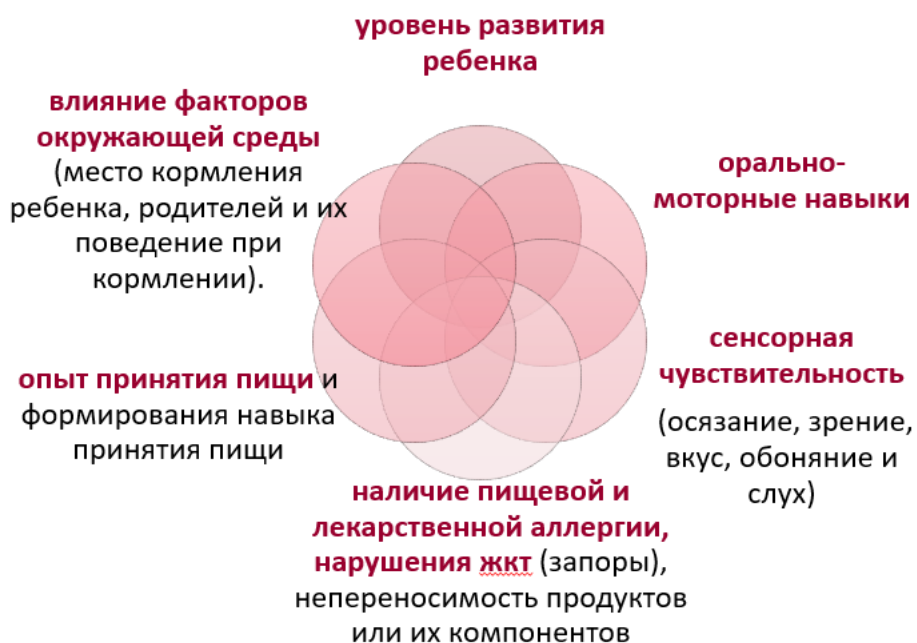 уровень развития
ребенка
влияние факторов
окружающей среды
(место кормления
ребенка, родителей и их
поведение при
кормлении).
орально-
моторные навыки
сенсорная
чувствительность
(осязание, зрение,
вкус, обоняние и
слух)
опыт принятия пищи и
формирования навыка
принятия пищи
наличие пищевой и
лекарственной аллергии,
нарушения жкт (запоры),
непереносимость продуктов
или их компонентов